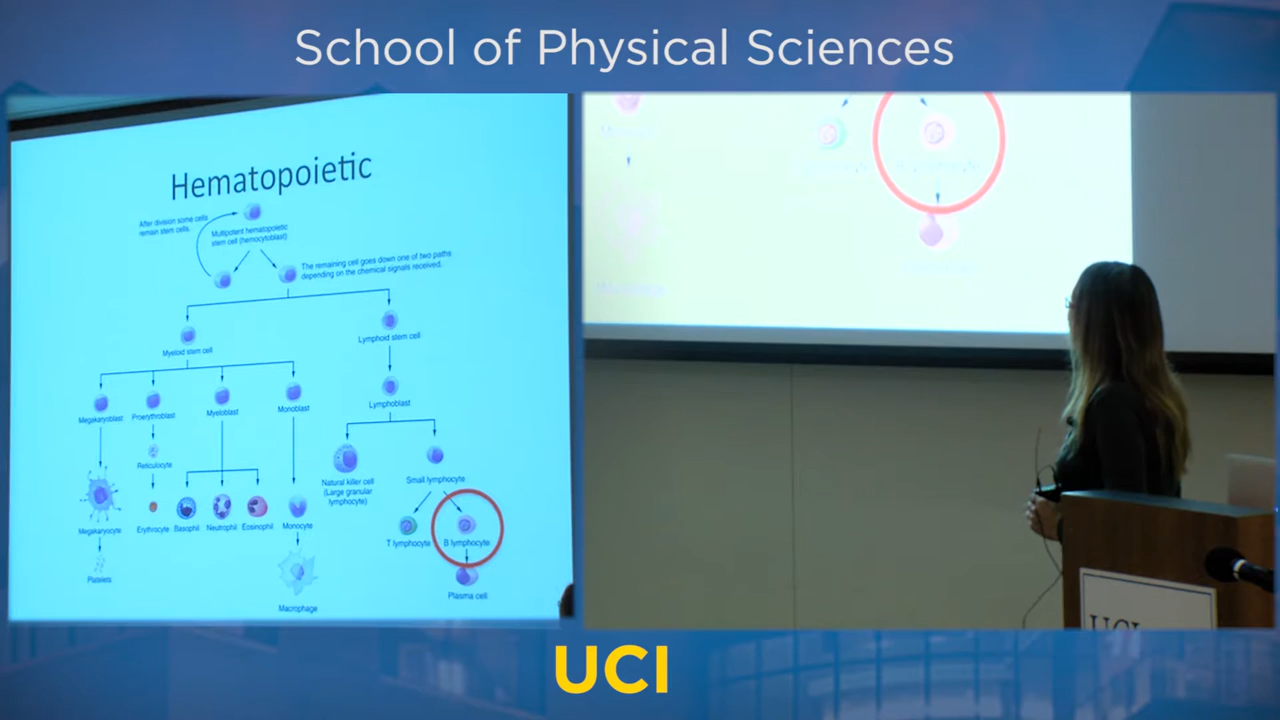 School of Physical Sciences
Hematopoietic
After division some cells
remain stem cells.
Multipotent hematopoietic
stem cell (hemocytoblast)
The remaining cell goes down one of two paths
depending on the chemical signals received.
Myeloid stem cell
Lymphoid stem cell
Megakaryoblast
Proerythroblast
Myeloblast
Monoblast
Lymphoblast
Reticulocyte
Natural killer cell
(Large granular
lymphocyte)
Small lymphocyte
Megakaryocyte
Erythrocyte
Basophil
Neutrophil
Eosinophil
Monocyte
T lymphocyte
B lymphocyte
Platelets
Macrophage
Plasma cell
UCI
UCI